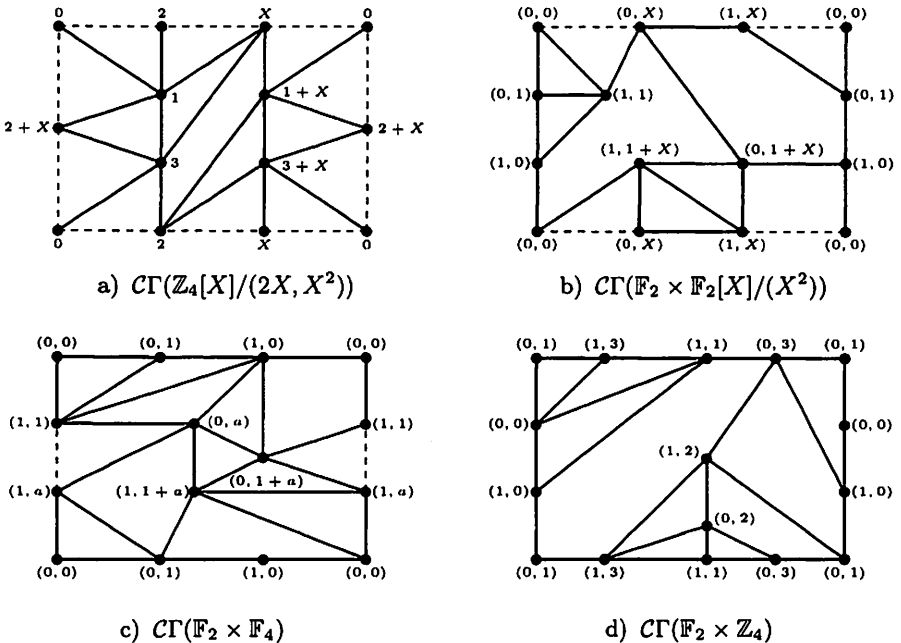 0 2 X 0
1 1 + X
2 + X 2 + X
3 3 + X
0 2 X 0
a) 𝒞Γ(ℤ₄[X]/(2X, X²))
(0, 0) (0, X) (1, X) (0, 0)
(0, 1) (1, 1) (0, 1)
(1, 0) (1, 1 + X) (0, 1 + X) (1, 0)
(0, 0) (0, X) (1, X) (0, 0)
b) 𝒞Γ(𝔽₂ × 𝔽₂[X]/(X²))
(0, 0) (0, 1) (1, 0) (0, 0)
(1, 1) (0, a) (1, 1)
(1, a) (1, 1 + a) (0, 1 + a) (1, a)
(0, 0) (0, 1) (1, 0) (0, 0)
c) 𝒞Γ(𝔽₂ × 𝔽₄)
(0, 1) (1, 3) (1, 1) (0, 3) (0, 1)
(0, 0) (0, 0)
(1, 2)
(1, 0) (1, 0)
(0, 2)
(0, 1) (1, 3) (1, 1) (0, 3) (0, 1)
d) 𝒞Γ(𝔽₂ × ℤ₄)